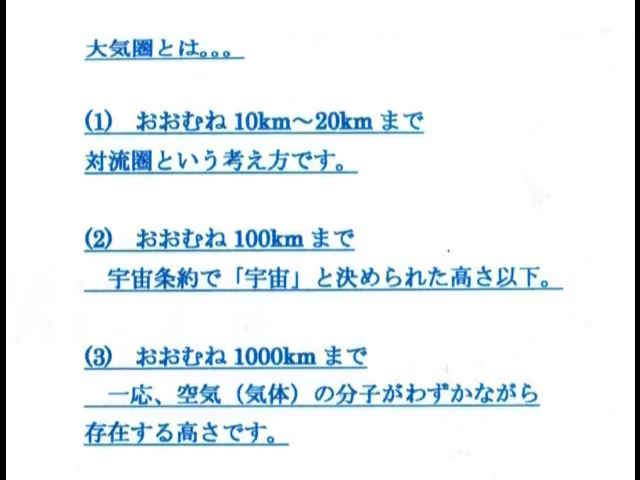 大気圏とは。。。
(1)　おおむね 10km～20km まで
対流圏という考え方です。
(2)　おおむね 100km まで
宇宙条約で「宇宙」と決められた高さ以下。
(3)　おおむね 1000km まで
一応、空気（気体）の分子がわずかながら
存在する高さです。